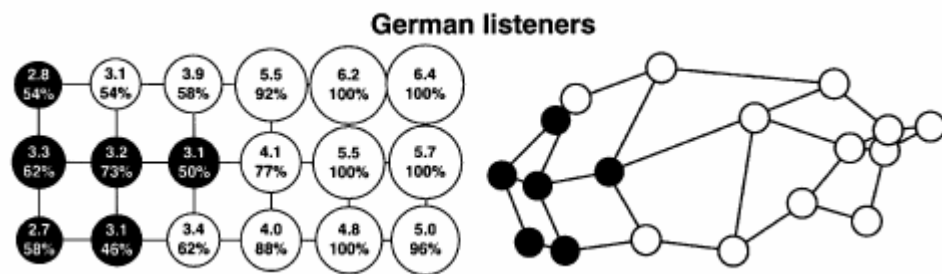 German listeners
2.8 3.1 3.9 5.5 6.2 6.4
54% 54% 58% 92% 100% 100%
3.3 3.2 3.1 4.1 5.5 5.7
62% 73% 50% 77% 100% 100%
2.7 3.1 3.4 4.0 4.8 5.0
58% 46% 62% 88% 100% 96%